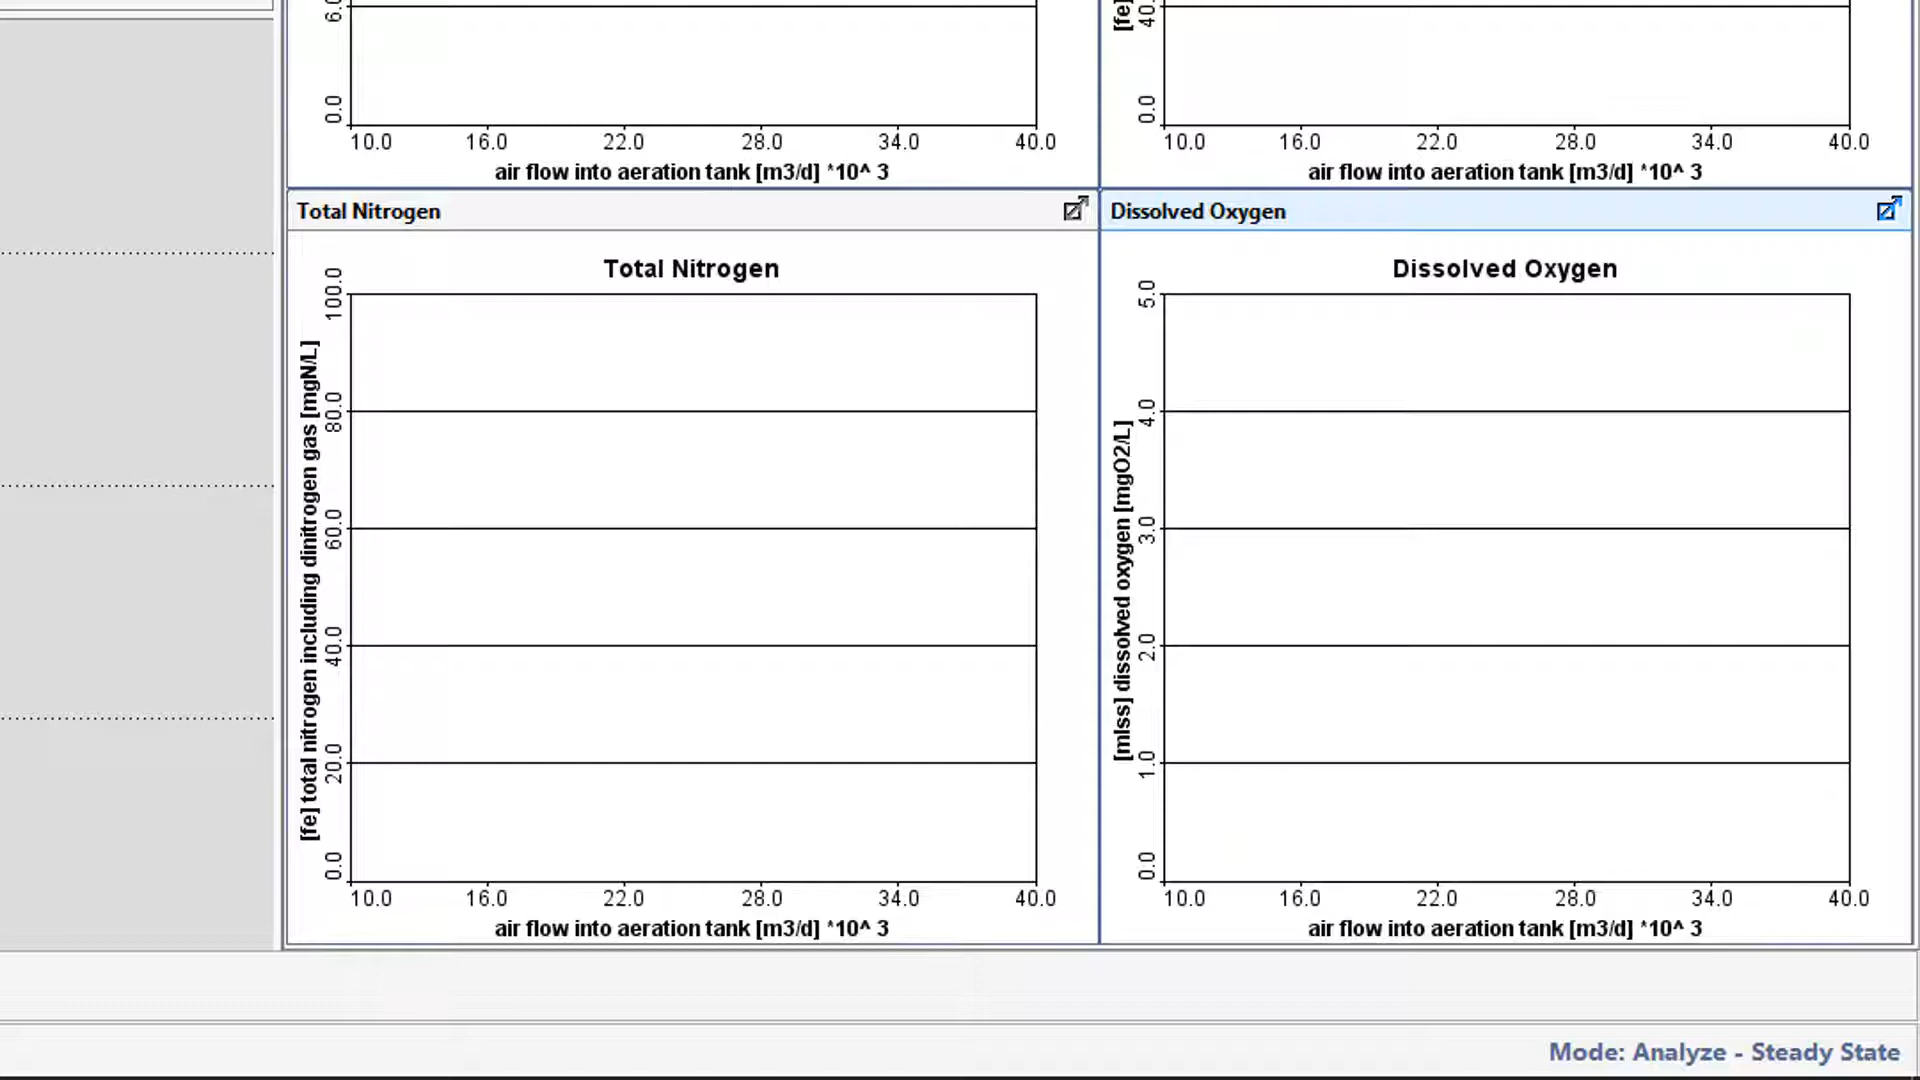 6.0
0.0
10.0 16.0 22.0 28.0 34.0 40.0
air flow into aeration tank [m3/d] *10^ 3
[fe]
40.
0.0
10.0 16.0 22.0 28.0 34.0 40.0
air flow into aeration tank [m3/d] *10^ 3
Total Nitrogen
Total Nitrogen
[fe] total nitrogen including dinitrogen gas [mgN/L]
100.0
80.0
60.0
40.0
20.0
0.0
10.0 16.0 22.0 28.0 34.0 40.0
air flow into aeration tank [m3/d] *10^ 3
Dissolved Oxygen
Dissolved Oxygen
[mlss] dissolved oxygen [mgO2/L]
5.0
4.0
3.0
2.0
1.0
0.0
10.0 16.0 22.0 28.0 34.0 40.0
air flow into aeration tank [m3/d] *10^ 3
Mode: Analyze - Steady State